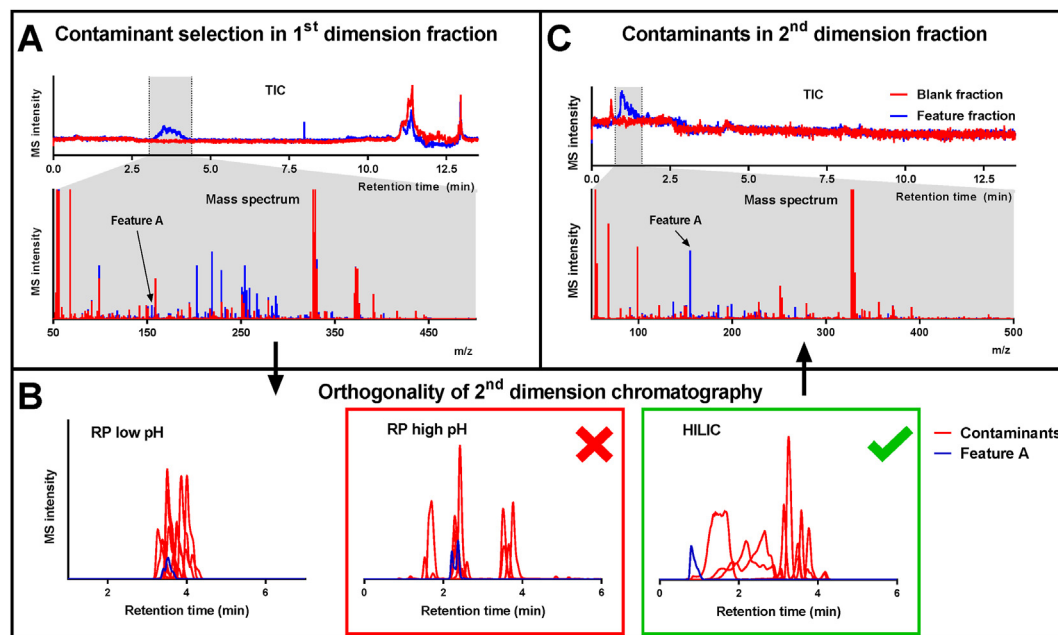 A
Contaminant selection in 1st dimension fraction
TIC
MS intensity
0.0 2.5 5.0 7.5 10.0 12.5
Retention time (min)
Mass spectrum
Feature A
MS intensity
50 150 250 350 450
m/z
C
Contaminants in 2nd dimension fraction
TIC
Blank fraction
Feature fraction
MS intensity
0.0 2.5 5.0 7.5 10.0 12.5
Retention time (min)
Mass spectrum
Feature A
MS intensity
100 200 300 400 500
m/z
B
Orthogonality of 2nd dimension chromatography
RP low pH
MS intensity
2 4
Retention time (min)
RP high pH
0 2 4 6
Retention time (min)
HILIC
0 2 4 6
Retention time (min)
Contaminants
Feature A